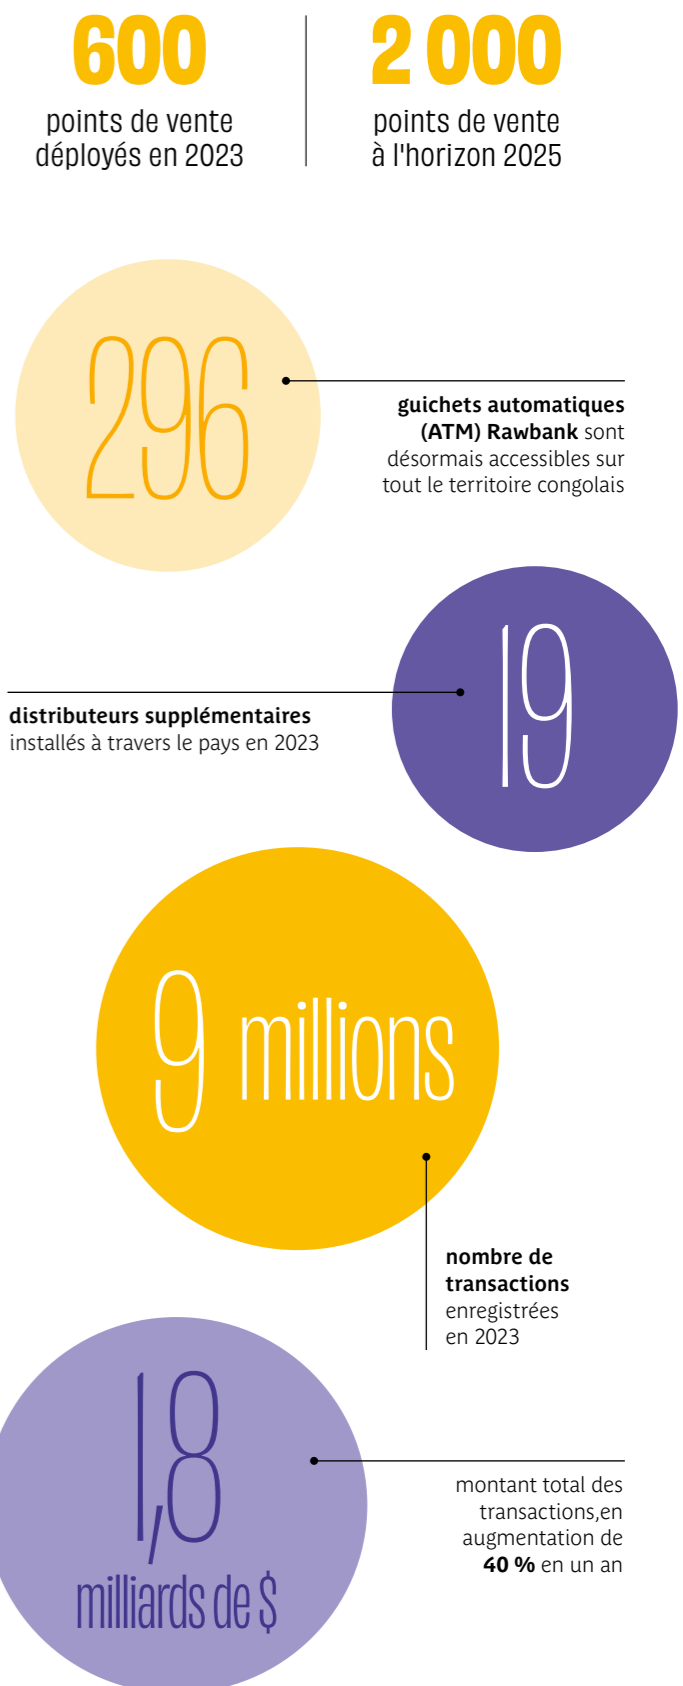 600
points de vente
déployés en 2023
2 000
points de vente
à l'horizon 2025
296
guichets automatiques
(ATM) Rawbank sont
désormais accessibles sur
tout le territoire congolais
19
distributeurs supplémentaires
installés à travers le pays en 2023
9 millions
nombre de
transactions
enregistrées
en 2023
1,8
milliards de $
montant total des
transactions,en
augmentation de
40 % en un an